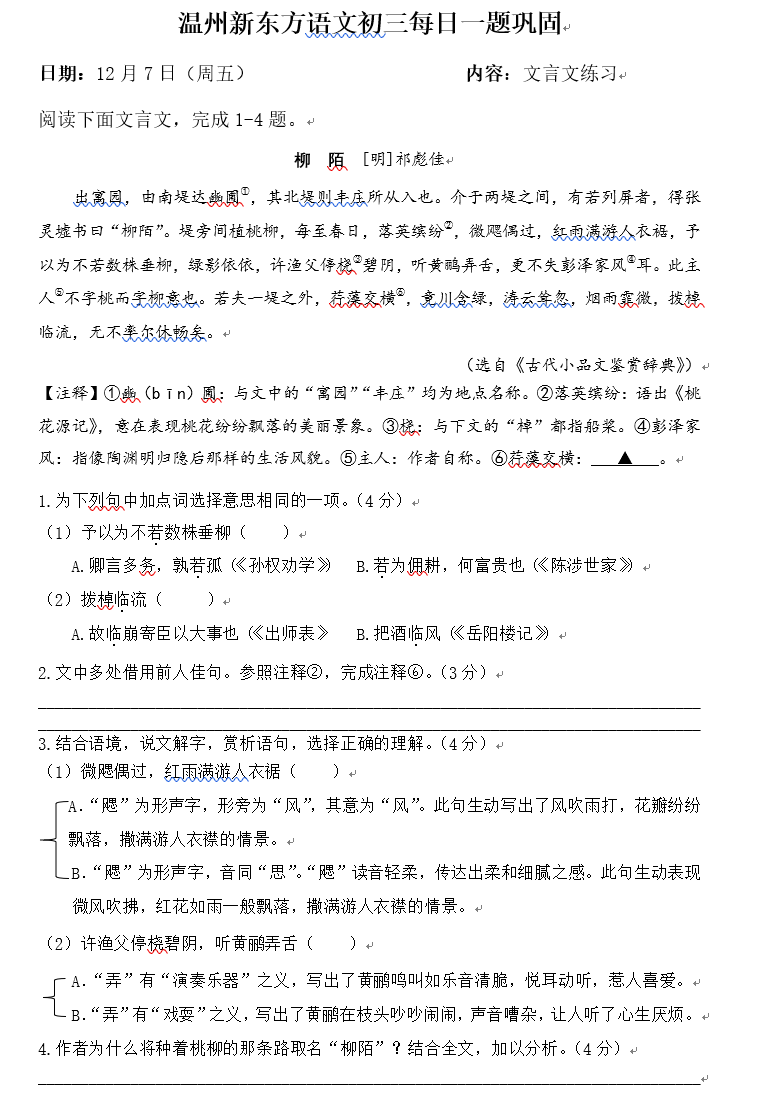 温州新东方语文初三每日一题巩固
日期：12月7日（周五） 内容：文言文练习
阅读下面文言文，完成1-4题。
柳 陌 [明]祁彪佳
出寓园，由南堤达豳圃①，其北堤则丰庄所从入也。介于两堤之间，有若列屏者，得张
灵墟书曰“柳陌”。堤旁间植桃柳，每至春日，落英缤纷②，微飔偶过，红雨满游人衣裾，予
以为不若数株垂柳，绿影依依，许渔父停桡③碧阴，听黄鹂弄舌，更不失彭泽家风④耳。此主
人⑤不字桃而字柳意也。若夫一堤之外，荇藻交横⑥，竟川含绿，涛云耸忽，烟雨霏微，拨棹
临流，无不率尔休畅矣。
（选自《古代小品文鉴赏辞典》）
【注释】①豳（bīn）圃：与文中的“寓园”“丰庄”均为地点名称。②落英缤纷：语出《桃
花源记》，意在表现桃花纷纷飘落的美丽景象。③桡：与下文的“棹”都指船桨。④彭泽家
风：指像陶渊明归隐后那样的生活风貌。⑤主人：作者自称。⑥荇藻交横：▲。
1.为下列句中加点词选择意思相同的一项。（4分）
（1）予以为不若数株垂柳（ ）
A.卿言多务，孰若孤（《孙权劝学》） B.若为佣耕，何富贵也（《陈涉世家》）
（2）拨棹临流（ ）
A.故临崩寄臣以大事也（《出师表》 B.把酒临风（《岳阳楼记》）
2.文中多处借用前人佳句。参照注释②，完成注释⑥。（3分）
3.结合语境，说文解字，赏析语句，选择正确的理解。（4分）
（1）微飔偶过，红雨满游人衣裾（ ）
A.“飔”为形声字，形旁为“风”，其意为“风”。此句生动写出了风吹雨打，花瓣纷纷
飘落，撒满游人衣襟的情景。
B.“飔”为形声字，音同“思”。“飔”读音轻柔，传达出柔和细腻之感。此句生动表现
微风吹拂，红花如雨一般飘落，撒满游人衣襟的情景。
（2）许渔父停桡碧阴，听黄鹂弄舌（ ）
A.“弄”有“演奏乐器”之义，写出了黄鹂鸣叫如乐音清脆，悦耳动听，惹人喜爱。
B.“弄”有“戏耍”之义，写出了黄鹂在枝头吵吵闹闹，声音嘈杂，让人听了心生厌烦。
4.作者为什么将种着桃柳的那条路取名“柳陌”？结合全文，加以分析。（4分）